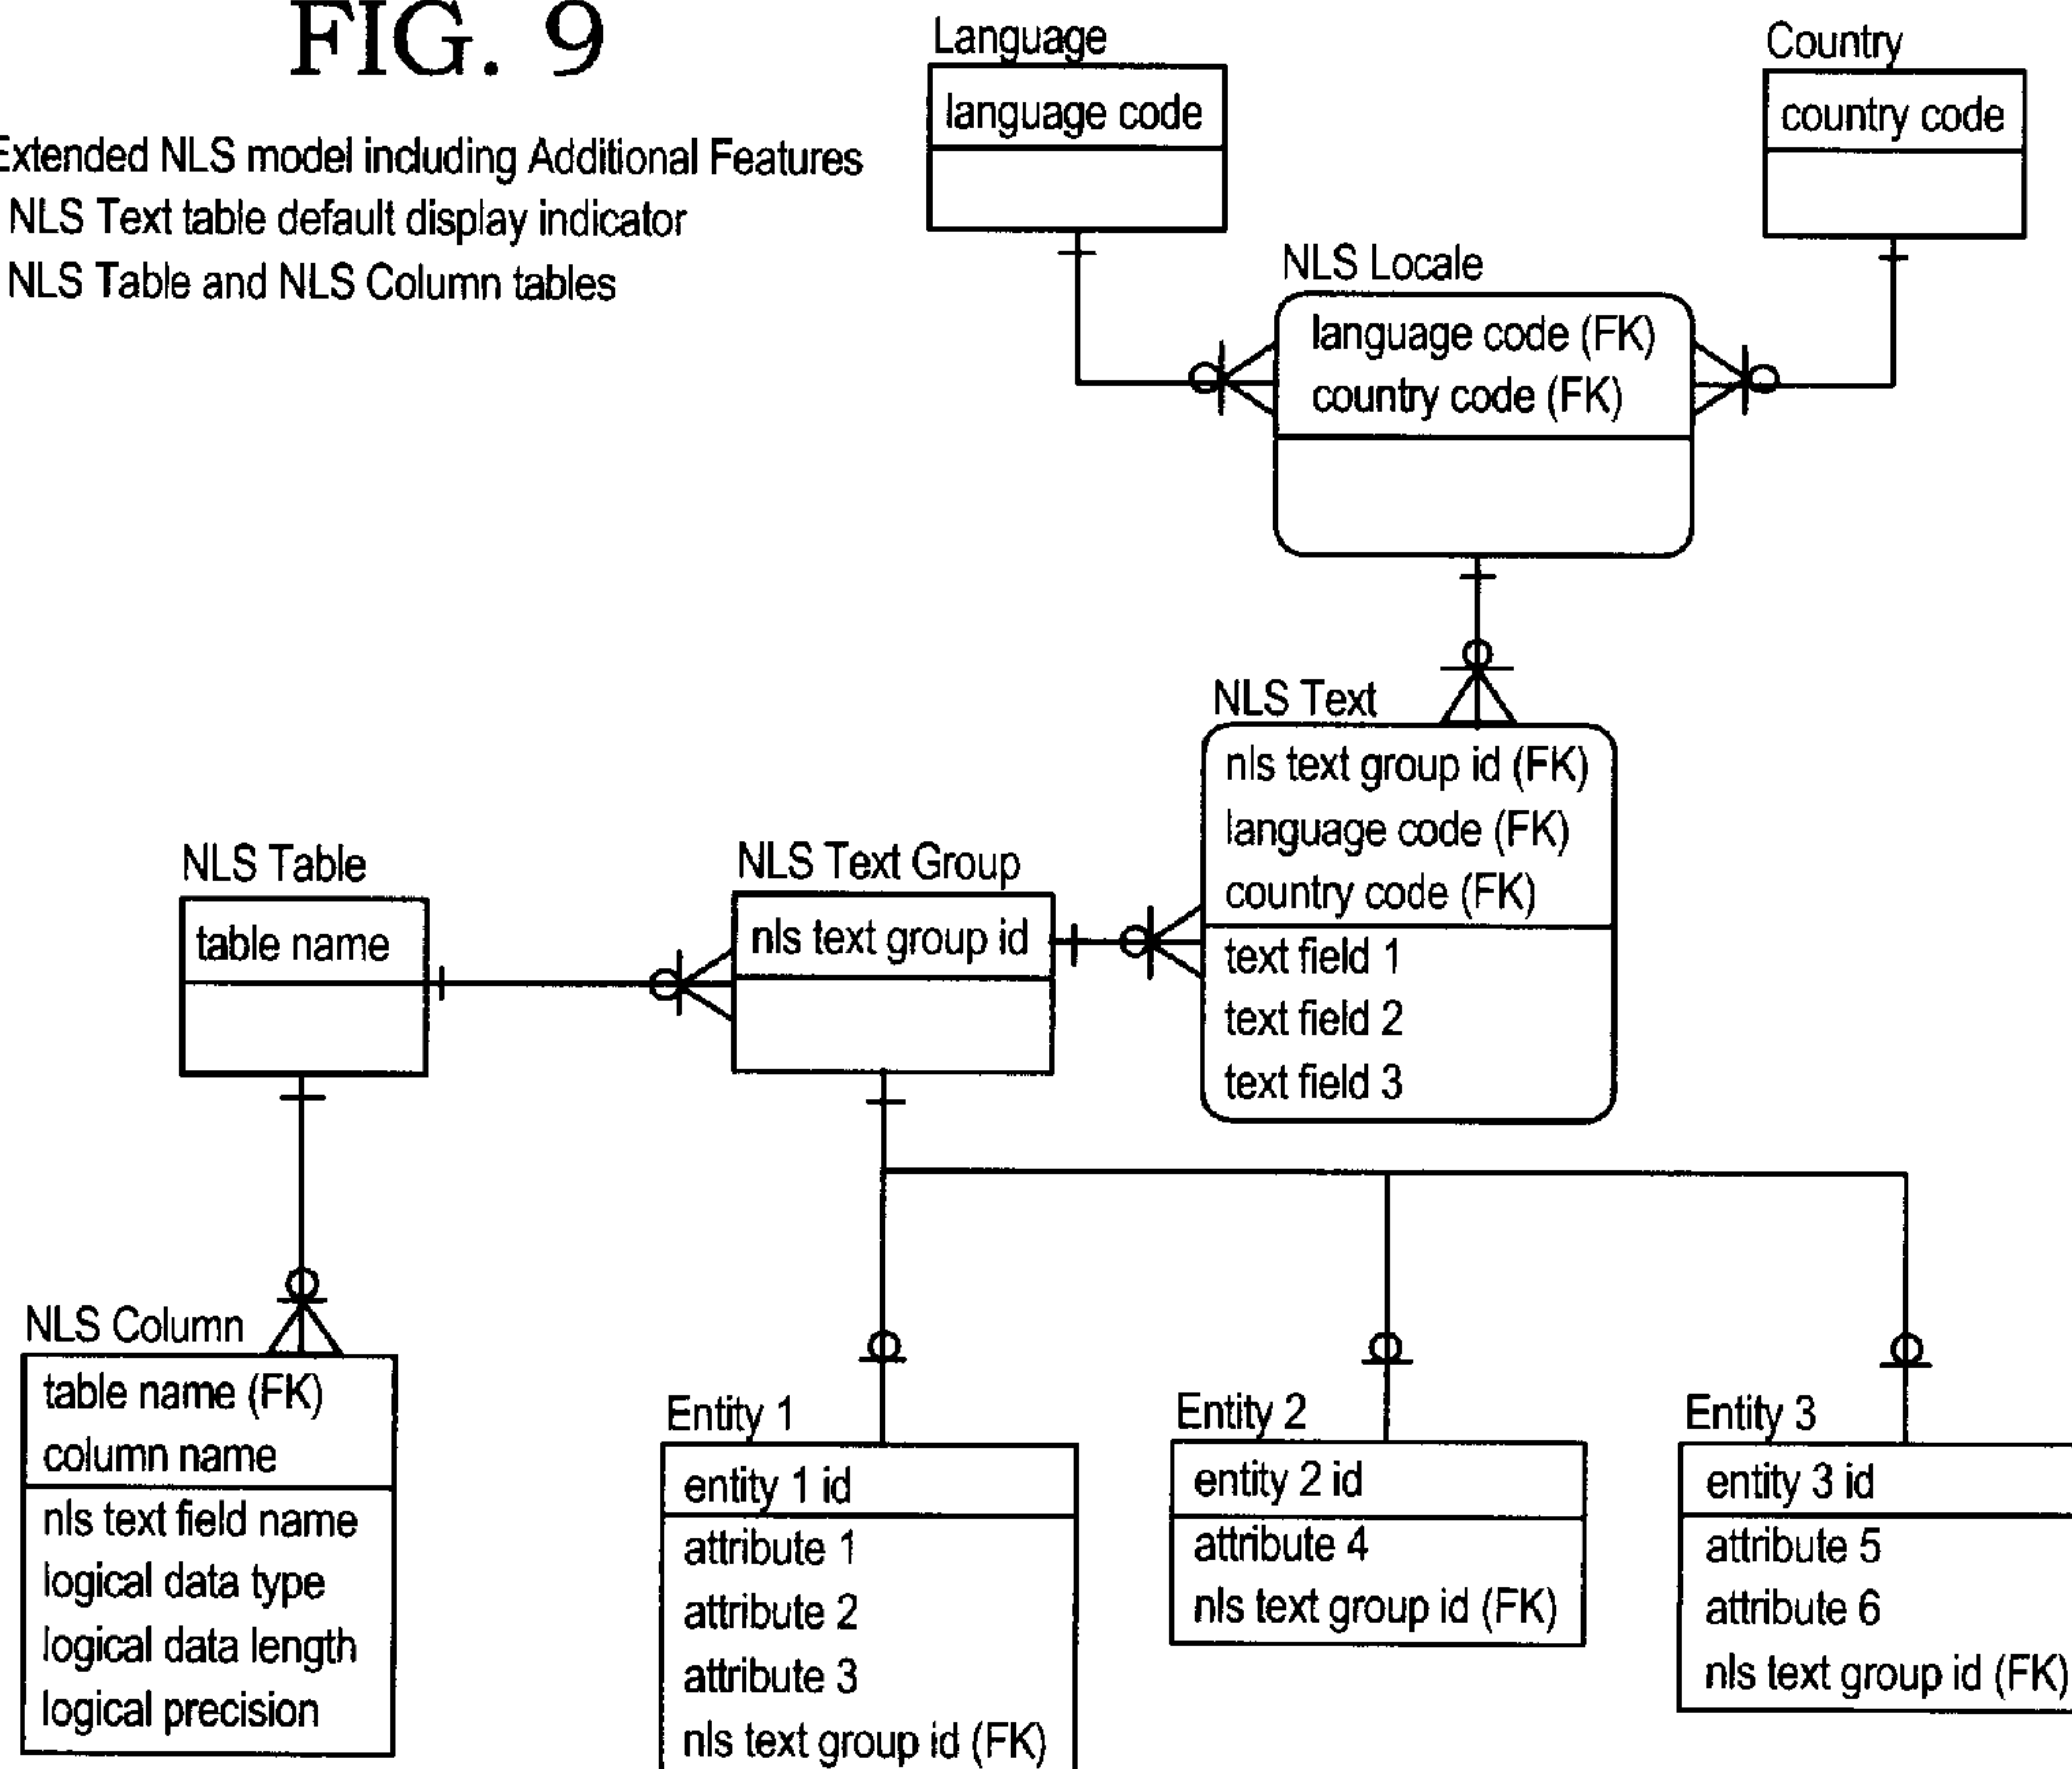 FIG. 9
Extended NLS model including Additional Features
NLS Text table default display indicator
NLS Table and NLS Column tables
Language
language code
Country
country code
NLS Locale
language code (FK)
country code (FK)
NLS Text
nls text group id (FK)
language code (FK)
country code (FK)
text field 1
text field 2
text field 3
NLS Table
table name
NLS Text Group
nls text group id
NLS Column
table name (FK)
column name
nls text field name
logical data type
logical data length
logical precision
Entity 1
entity 1 id
attribute 1
attribute 2
attribute 3
nls text group id (FK)
Entity 2
entity 2 id
attribute 4
nls text group id (FK)
Entity 3
entity 3 id
attribute 5
attribute 6
nls text group id (FK)